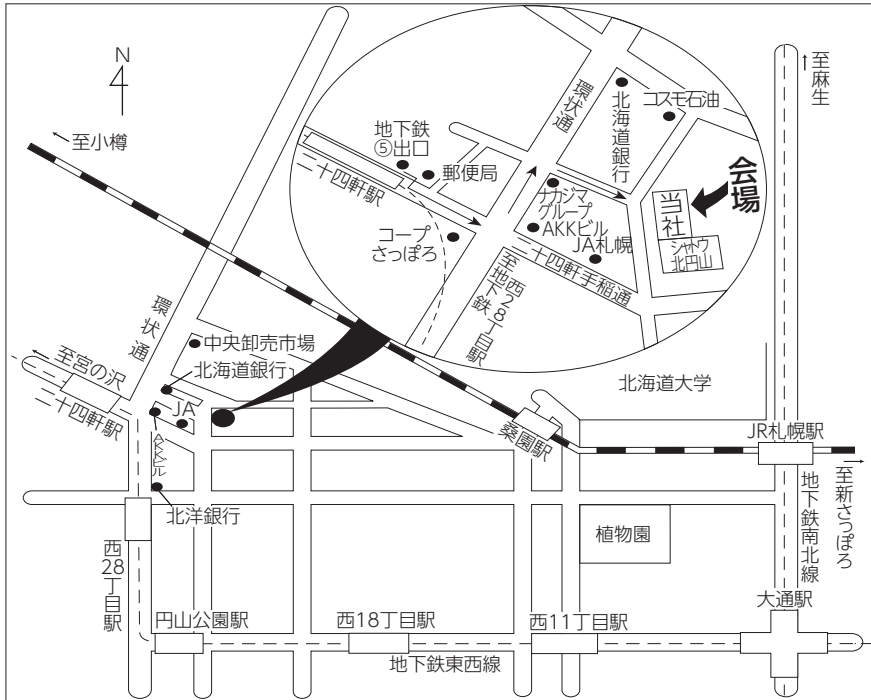 N
至小樽
至麻生
環状通
北海道銀行
コスモ石油
地下鉄
⑤出口
郵便局
二十四軒駅
会場
当社
シャトウ
北円山
ナカジマ
グループ
AKKビル
JA札幌
コープ
さっぽろ
二十四軒手稲通
至地下鉄
西28丁目駅
環状通
中央卸売市場
北海道銀行
至宮の沢
二十四軒駅
JA
AKKビル
北洋銀行
北海道大学
桑園駅
JR札幌駅
至新さっぽろ
地下鉄南北線
植物園
西28丁目駅
円山公園駅
西18丁目駅
西11丁目駅
大通駅
地下鉄東西線